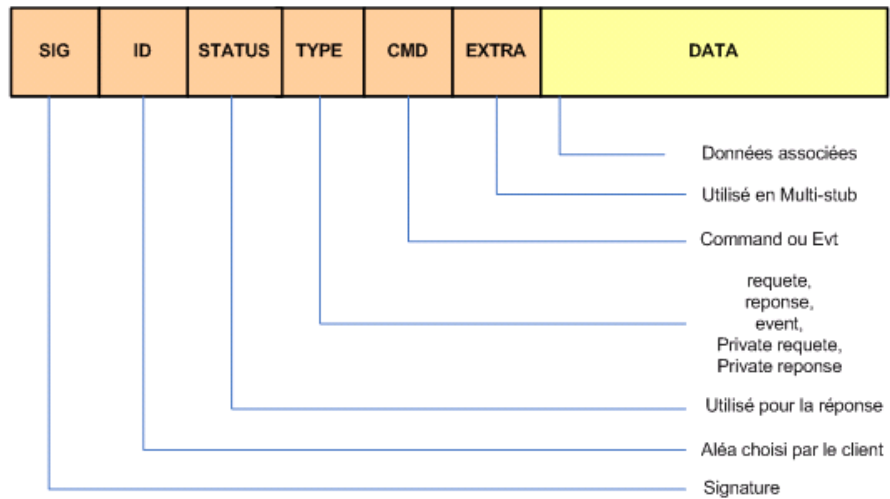 SIG ID STATUS TYPE CMD EXTRA DATA
Données associées
Utilisé en Multi-stub
Command ou Evt
requete,
reponse,
event,
Private requete,
Private reponse
Utilisé pour la réponse
Aléa choisi par le client
Signature